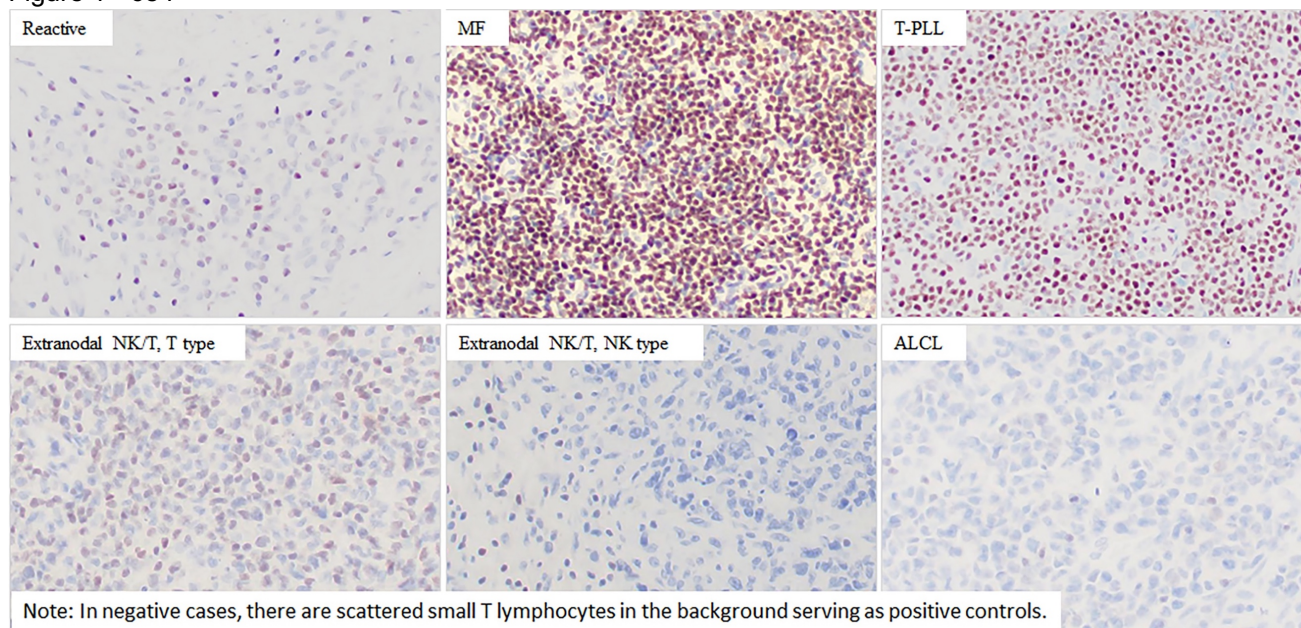 Reactive
MF
T-PLL
Extranodal NK/T, T type
Extranodal NK/T, NK type
ALCL
Note: In negative cases, there are scattered small T lymphocytes in the background serving as positive controls.